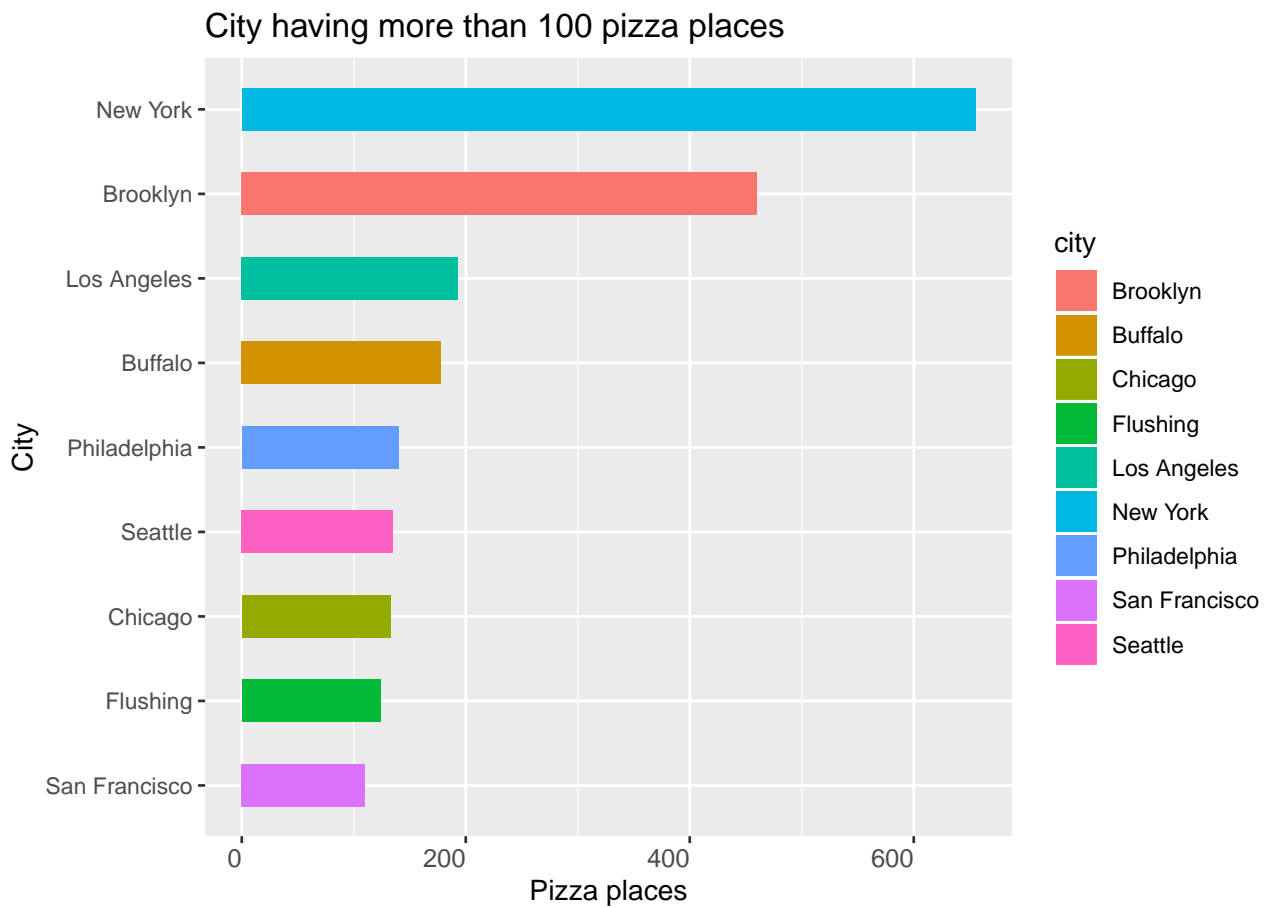 City having more than 100 pizza places
City
New York
Brooklyn
Los Angeles
Buffalo
Philadelphia
Seattle
Chicago
Flushing
San Francisco
0 200 400 600
Pizza places
city
Brooklyn
Buffalo
Chicago
Flushing
Los Angeles
New York
Philadelphia
San Francisco
Seattle